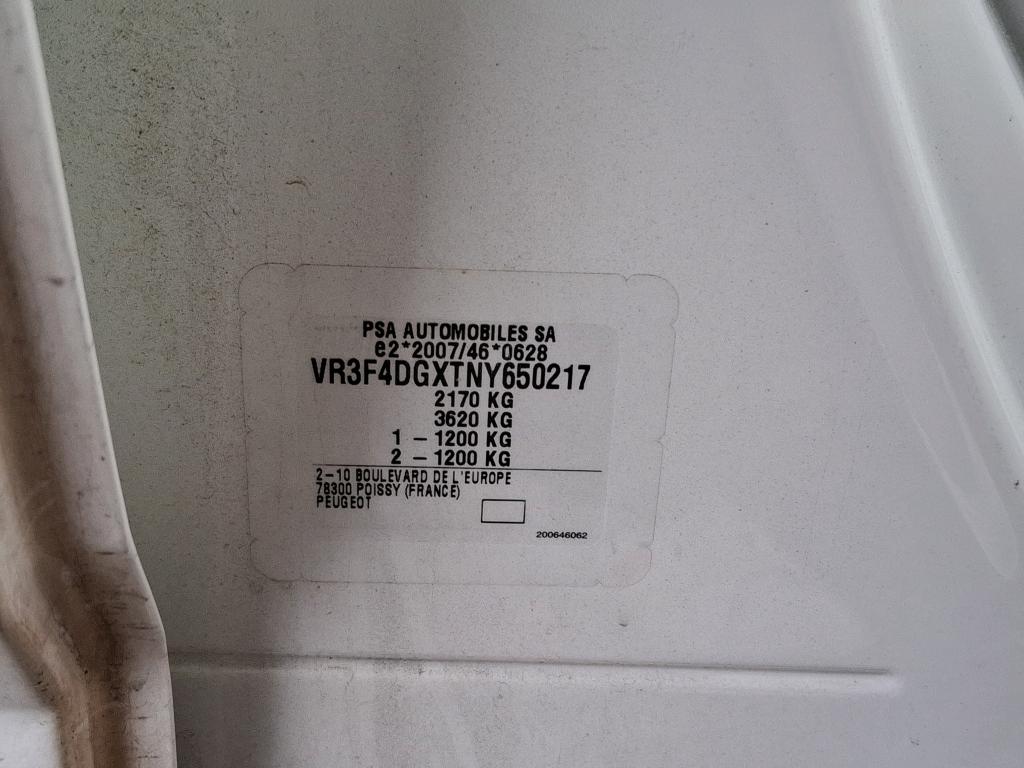 PSA AUTOMOBILES SA
e2*2007/46*0628
VR3F4DGXTNY650217
2170 KG
3620 KG
1 - 1200 KG
2 - 1200 KG
2-10 BOULEVARD DE L'EUROPE
78300 POISSY (FRANCE)
PEUGEOT
200646062